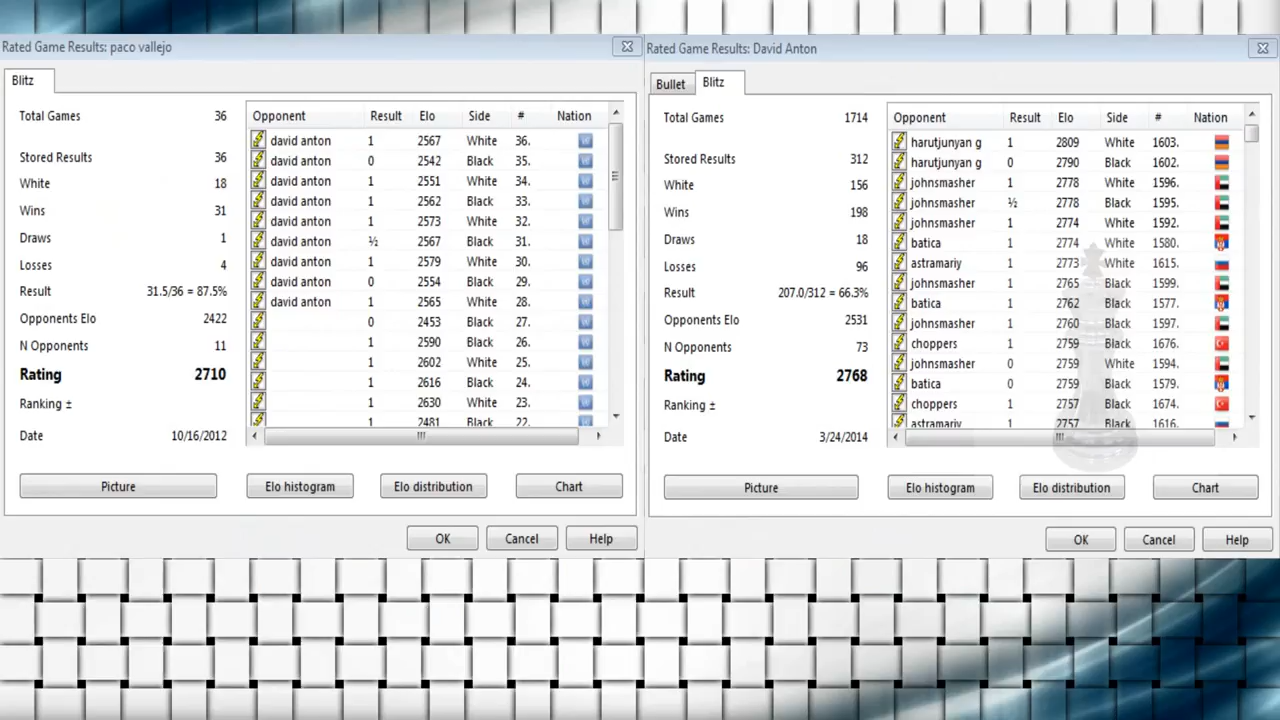 Rated Game Results: paco vallejo
Blitz
Total Games 36
Stored Results 36
White 18
Wins 31
Draws 1
Losses 4
Result 31.5/36 = 87.5%
Opponents Elo 2422
N Opponents 11
Rating 2710
Ranking ±
Date 10/16/2012
Opponent Result Elo Side # Nation
david anton 1 2567 White 36.
david anton 0 2542 Black 35.
david anton 1 2551 White 34.
david anton 1 2562 Black 33.
david anton 1 2573 White 32.
david anton ½ 2567 Black 31.
david anton 1 2579 White 30.
david anton 0 2554 Black 29.
david anton 1 2565 White 28.
0 2453 Black 27.
1 2590 Black 26.
1 2602 White 25.
1 2616 Black 24.
1 2630 White 23.
1 2481 Black 22.
Picture
Elo histogram
Elo distribution
Chart
OK
Cancel
Help
Rated Game Results: David Anton
Bullet
Blitz
Total Games 1714
Stored Results 312
White 156
Wins 198
Draws 18
Losses 96
Result 207.0/312 = 66.3%
Opponents Elo 2531
N Opponents 73
Rating 2768
Ranking ±
Date 3/24/2014
Opponent Result Elo Side # Nation
harutjunyan g 1 2809 White 1603.
harutjunyan g 0 2790 Black 1602.
johnsmasher 1 2778 White 1596.
johnsmasher ½ 2778 Black 1595.
johnsmasher 1 2774 White 1592.
batica 1 2774 White 1580.
astramariy 1 2773 White 1615.
johnsmasher 1 2765 Black 1599.
batica 1 2762 Black 1577.
johnsmasher 1 2760 Black 1597.
choppers 1 2759 Black 1676.
johnsmasher 0 2759 White 1594.
batica 0 2759 Black 1579.
choppers 1 2757 Black 1674.
astramariy 1 2757 Black 1616.
Picture
Elo histogram
Elo distribution
Chart
OK
Cancel
Help